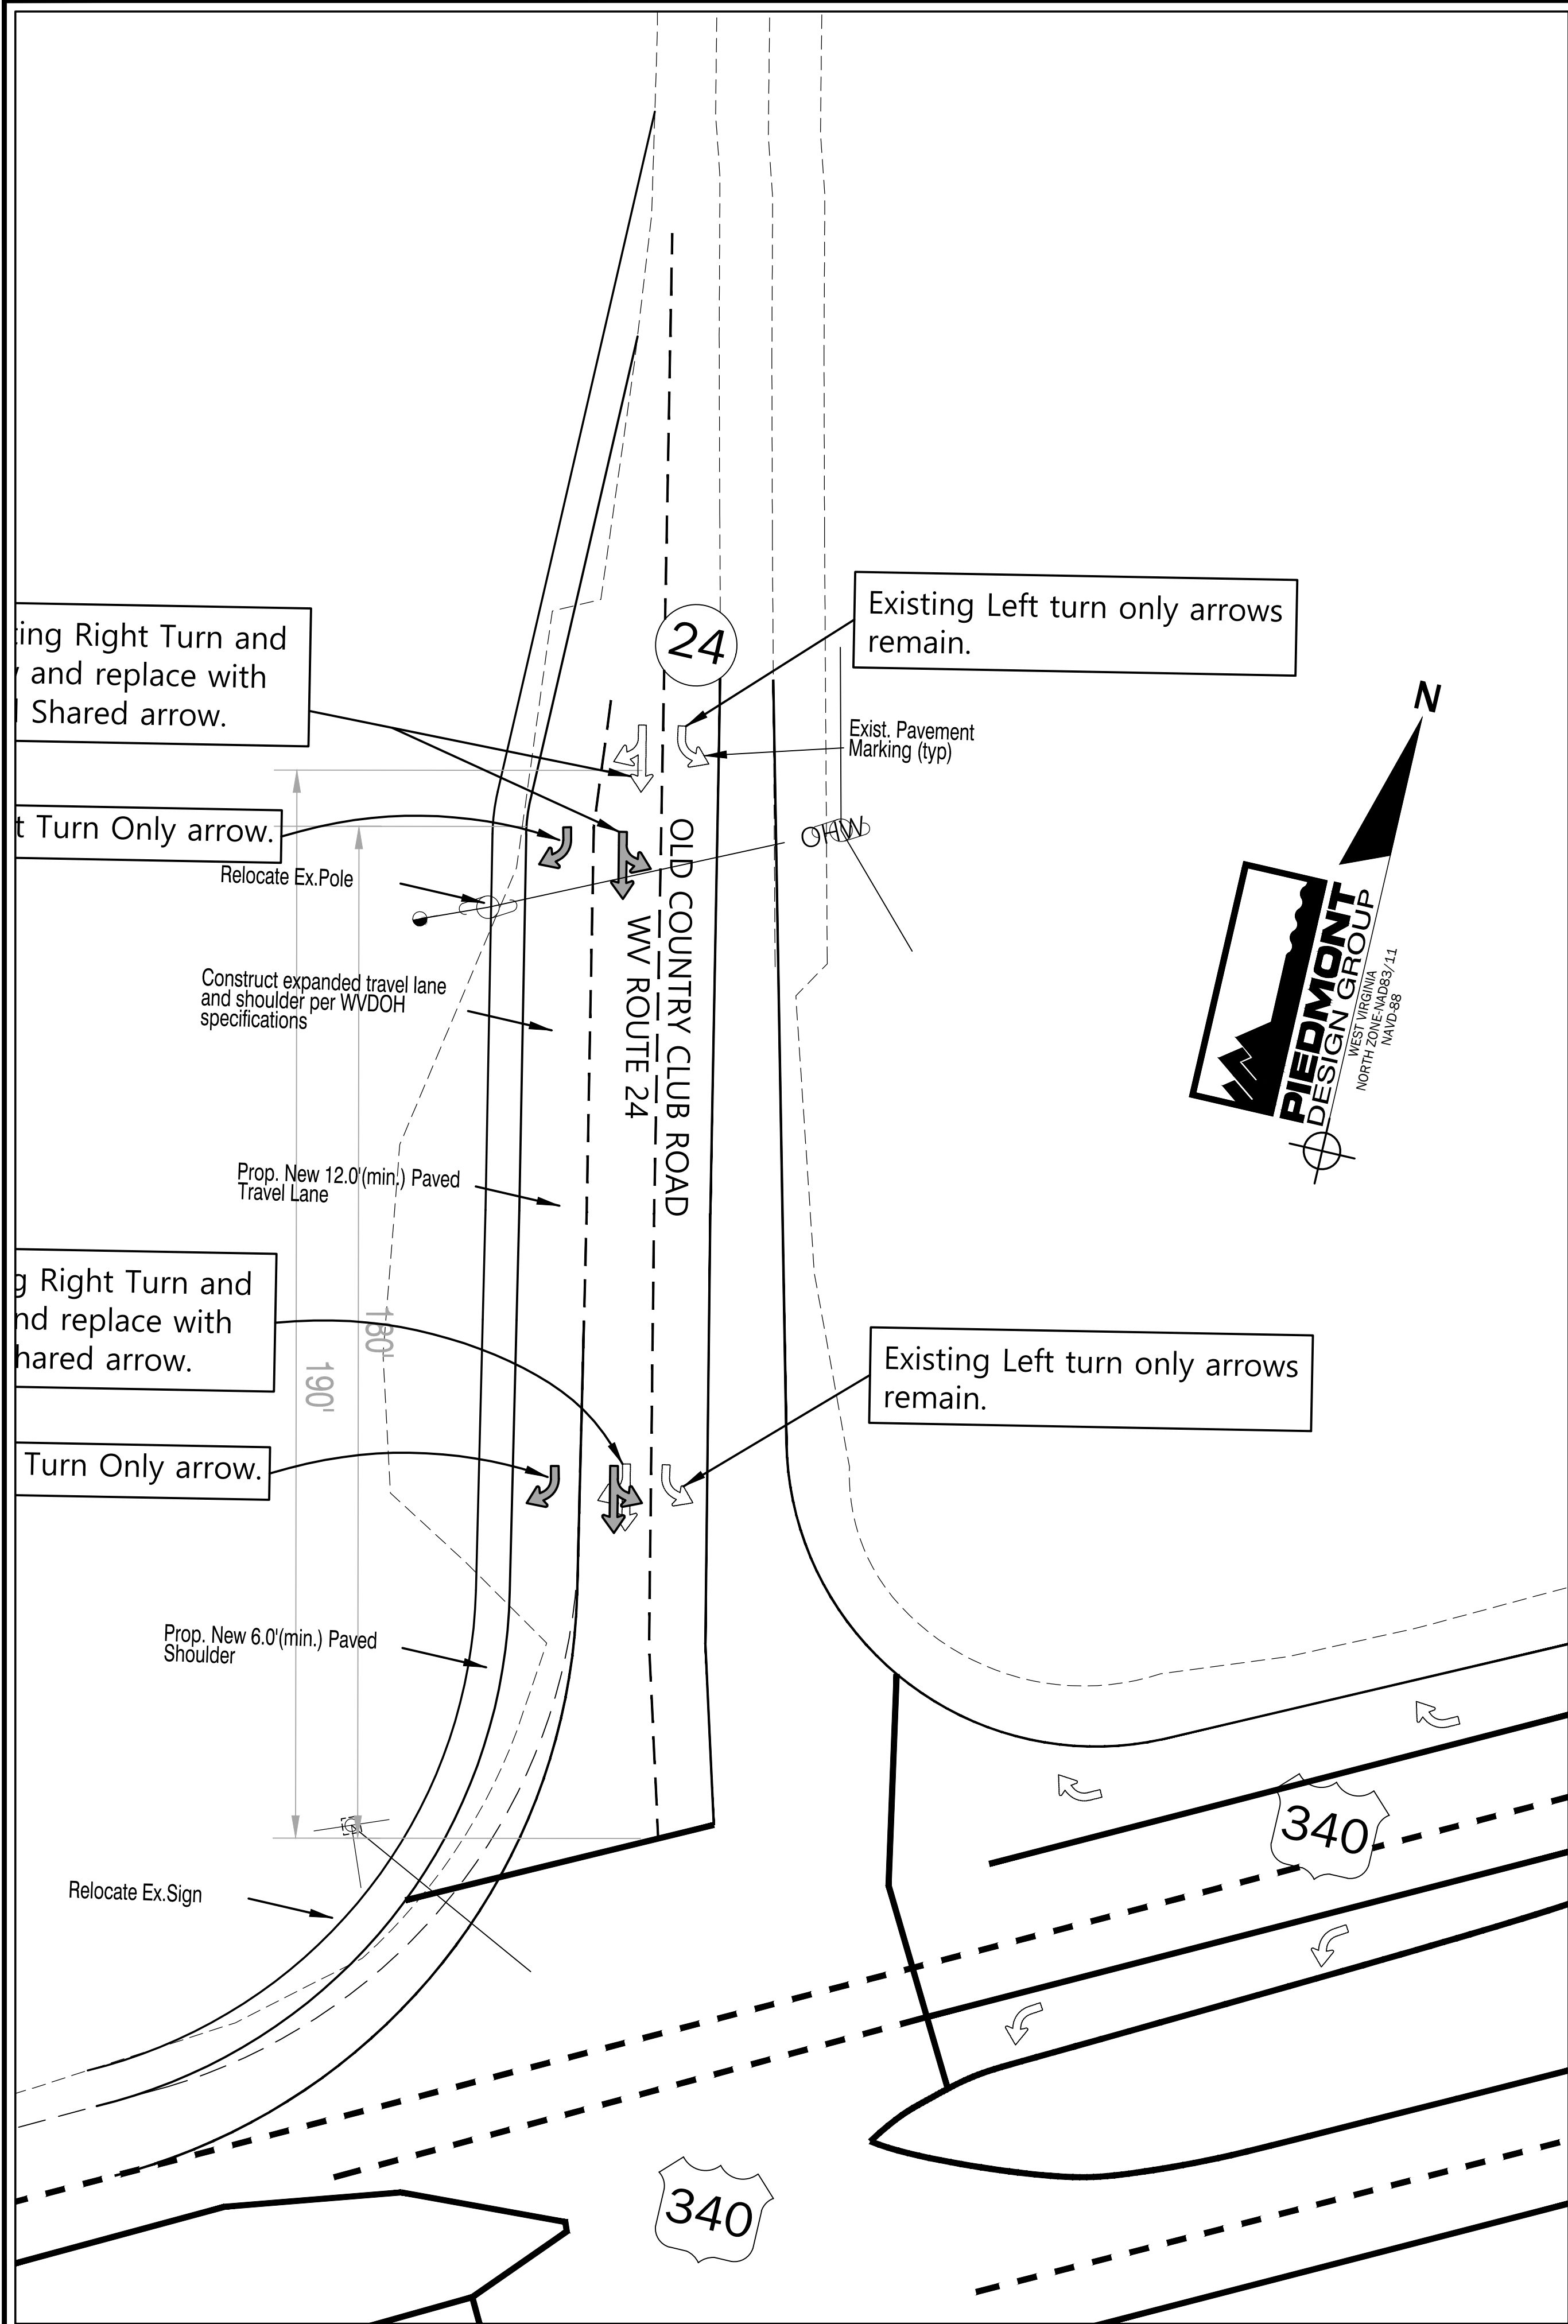 24
Existing Left turn only arrows
remain.
ing Right Turn and
and replace with
Shared arrow.
N
Exist. Pavement
Marking (typ)
OHW
t Turn Only arrow.
Relocate Ex.Pole
OLD COUNTRY CLUB ROAD
WV ROUTE 24
PIEDMONT
DESIGN GROUP
WEST VIRGINIA
NORTH ZONE-NAD83/11
NAVD-88
Construct expanded travel lane
and shoulder per WVDOH
specifications
Prop. New 12.0'(min.) Paved
Travel Lane
g Right Turn and
nd replace with
hared arrow.
180'
190'
Existing Left turn only arrows
remain.
Turn Only arrow.
Prop. New 6.0'(min.) Paved
Shoulder
340
Relocate Ex.Sign
340